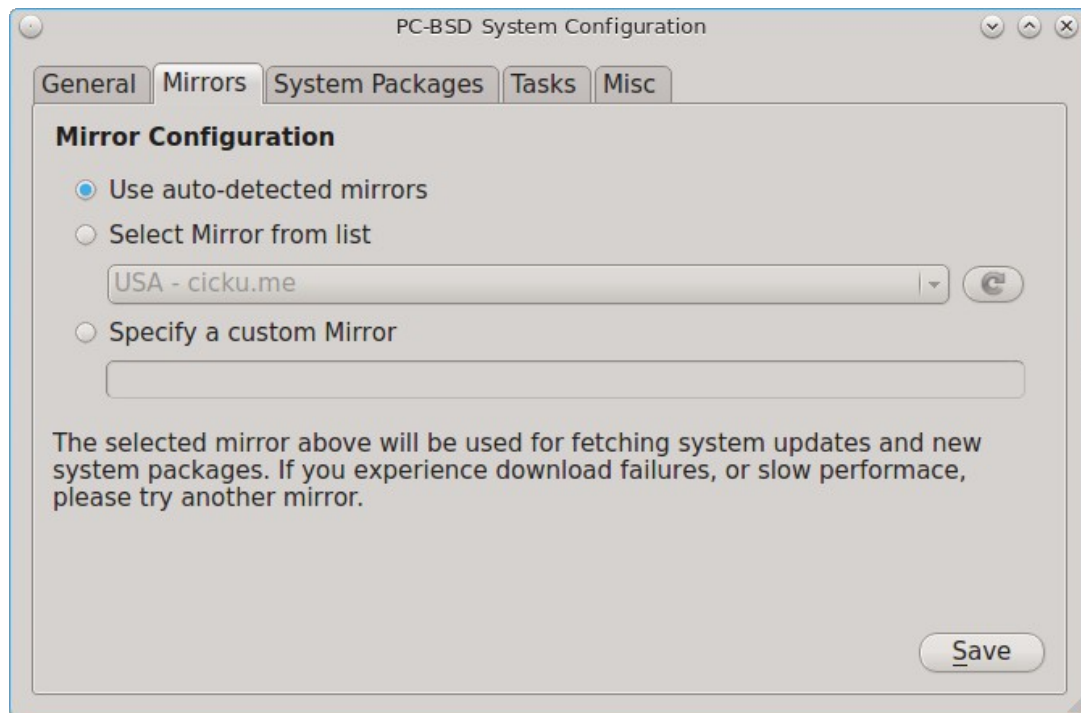 PC-BSD System Configuration
General Mirrors System Packages Tasks Misc
Mirror Configuration
Use auto-detected mirrors
Select Mirror from list
USA - cicku.me
Specify a custom Mirror
The selected mirror above will be used for fetching system updates and new
system packages. If you experience download failures, or slow performace,
please try another mirror.
Save